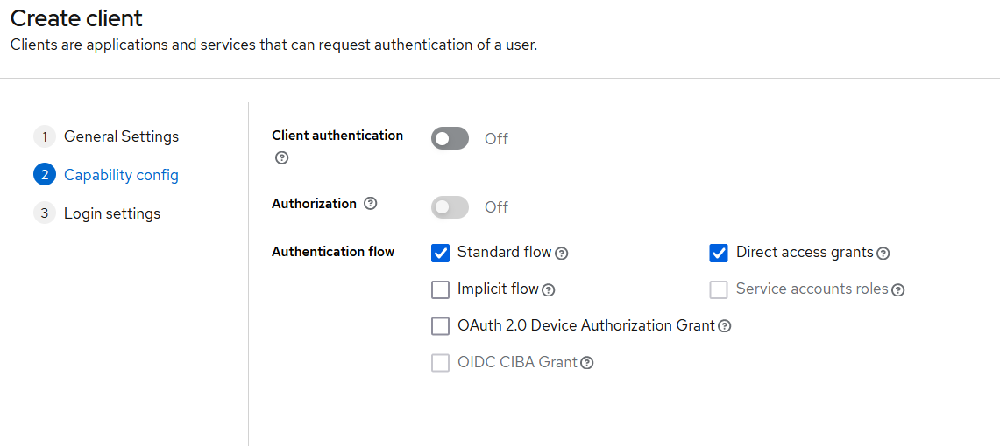 Create client
Clients are applications and services that can request authentication of a user.
1 General Settings
2 Capability config
3 Login settings
Client authentication
Off
Authorization
Off
Authentication flow
Standard flow
Direct access grants
Implicit flow
Service accounts roles
OAuth 2.0 Device Authorization Grant
OIDC CIBA Grant